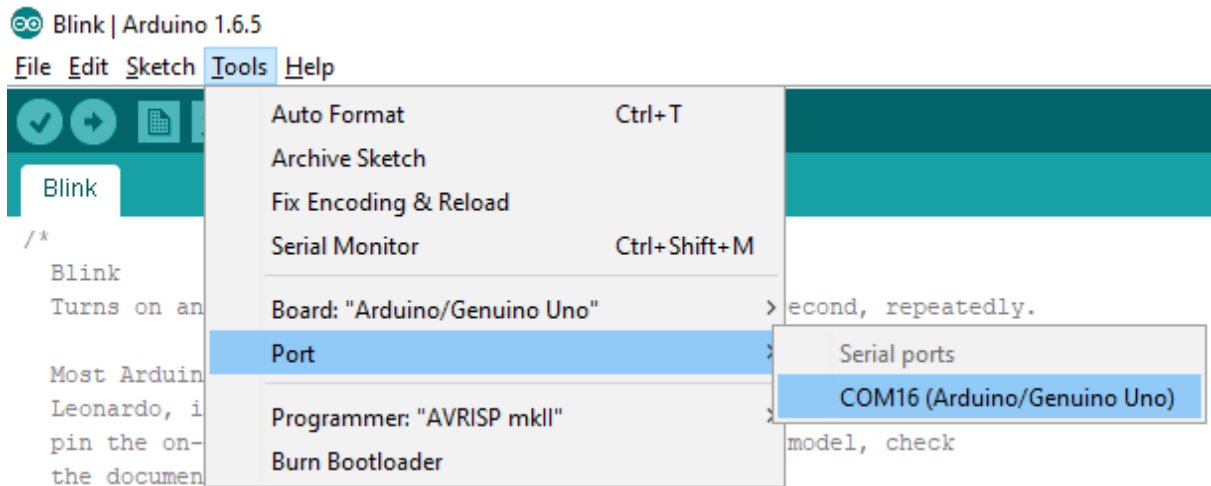 Blink | Arduino 1.6.5
File Edit Sketch Tools Help
Auto Format Ctrl+T
Archive Sketch
Fix Encoding & Reload
Serial Monitor Ctrl+Shift+M
Board: "Arduino/Genuino Uno"
Port
Serial ports
COM16 (Arduino/Genuino Uno)
Programmer: "AVRISP mkII"
Burn Bootloader
Blink
/*
Blink
Turns on an econd, repeatedly.
Most Arduin
Leonardo, i
pin the on- model, check
the documen